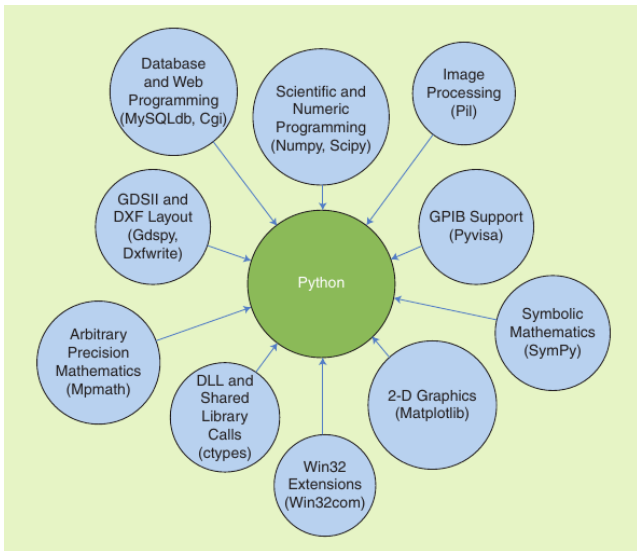 Database
and Web
Programming
(MySQLdb, Cgi)
Scientific and
Numeric
Programming
(Numpy, Scipy)
Image
Processing
(Pil)
GDSII and
DXF Layout
(Gdspy,
Dxfwrite)
GPIB Support
(Pyvisa)
Python
Arbitrary
Precision
Mathematics
(Mpmath)
Symbolic
Mathematics
(SymPy)
DLL and
Shared
Library
Calls
(ctypes)
2-D Graphics
(Matplotlib)
Win32
Extensions
(Win32com)